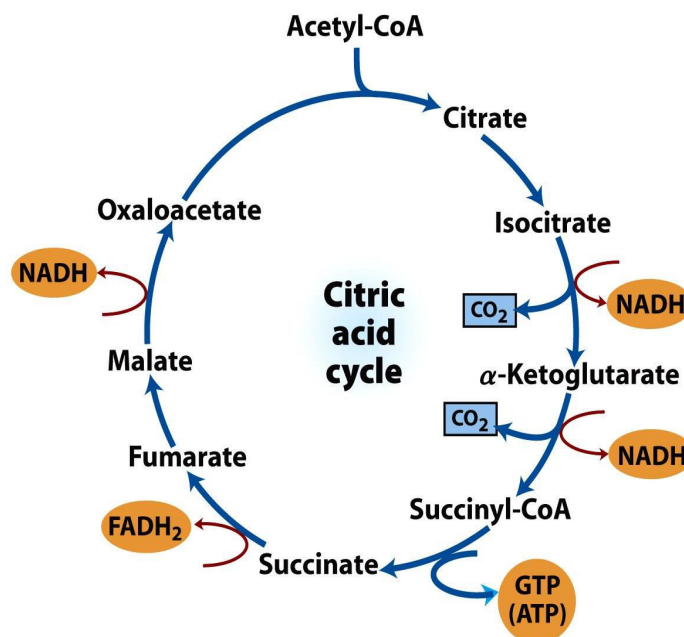 Acetyl-CoA
Citrate
Oxaloacetate
Isocitrate
NADH
Citric
acid
cycle
CO₂
NADH
Malate
α-Ketoglutarate
CO₂
Fumarate
NADH
Succinyl-CoA
FADH₂
Succinate
GTP
(ATP)